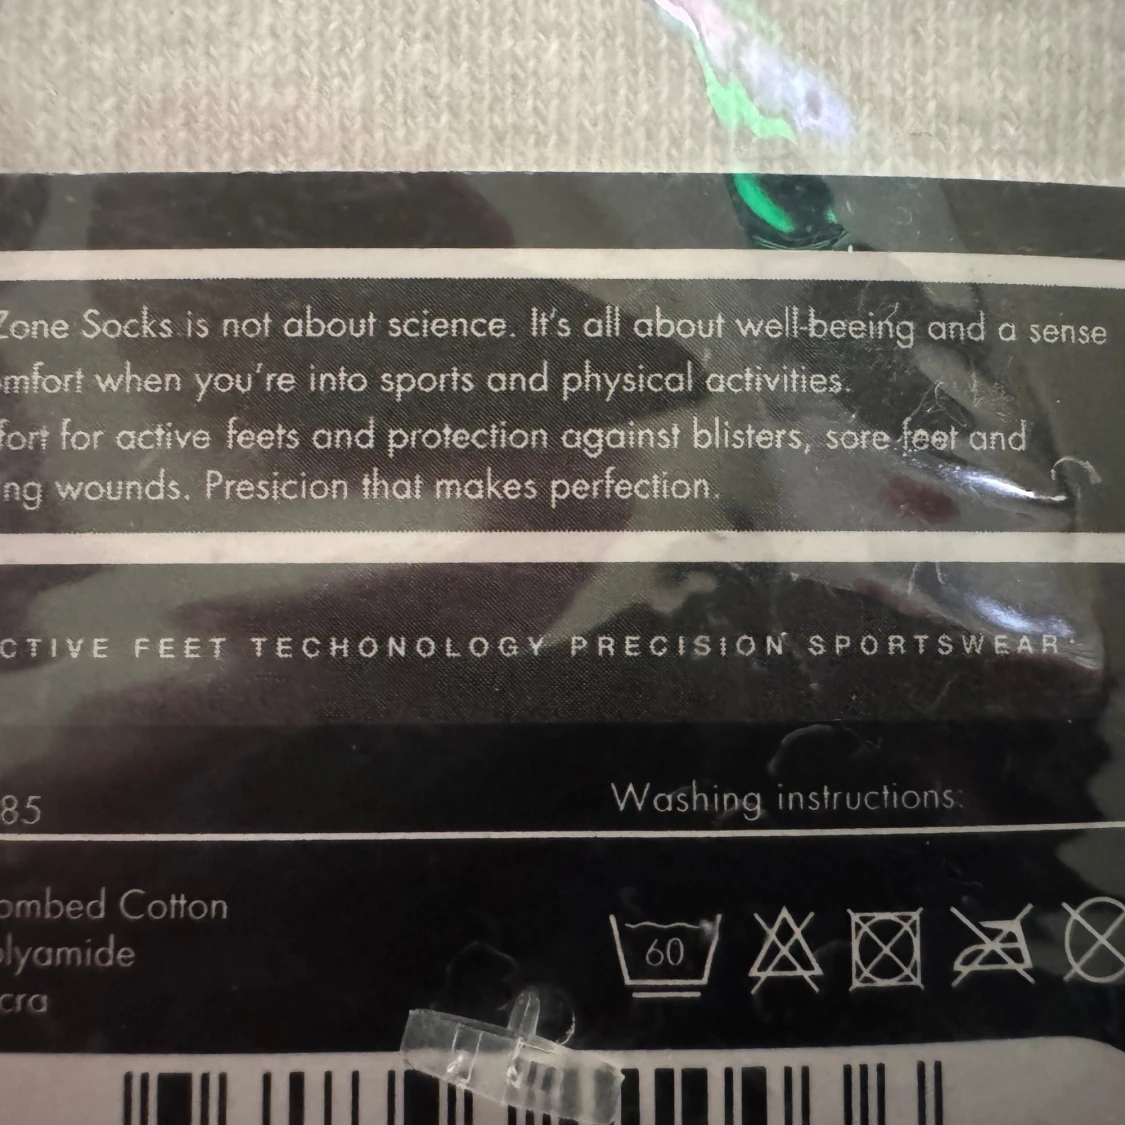 Zone Socks is not about science. It's all about well-beeing and a sense
mfort when you're into sports and physical activities.
fort for active feets and protection against blisters, sore feet and
ng wounds. Presicion that makes perfection.
CTIVE FEET TECHONOLOGY PRECISION SPORTSWEAR
85
Washing instructions:
ombed Cotton
olyamide
cra
60